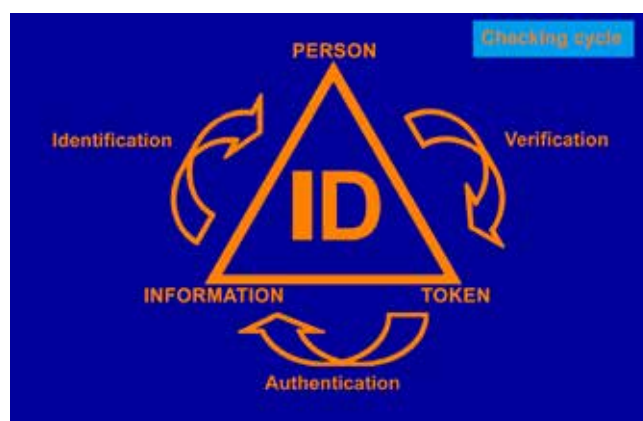 Checking cycle
PERSON
Identification
Verification
ID
INFORMATION
TOKEN
Authentication